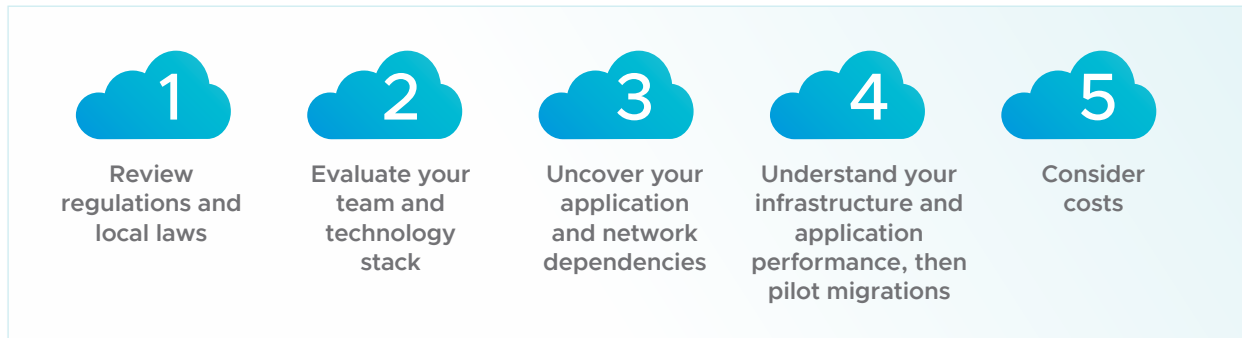 1
Review
regulations and
local laws
2
Evaluate your
team and
technology
stack
3
Uncover your
application
and network
dependencies
4
Understand your
infrastructure and
application
performance, then
pilot migrations
5
Consider
costs